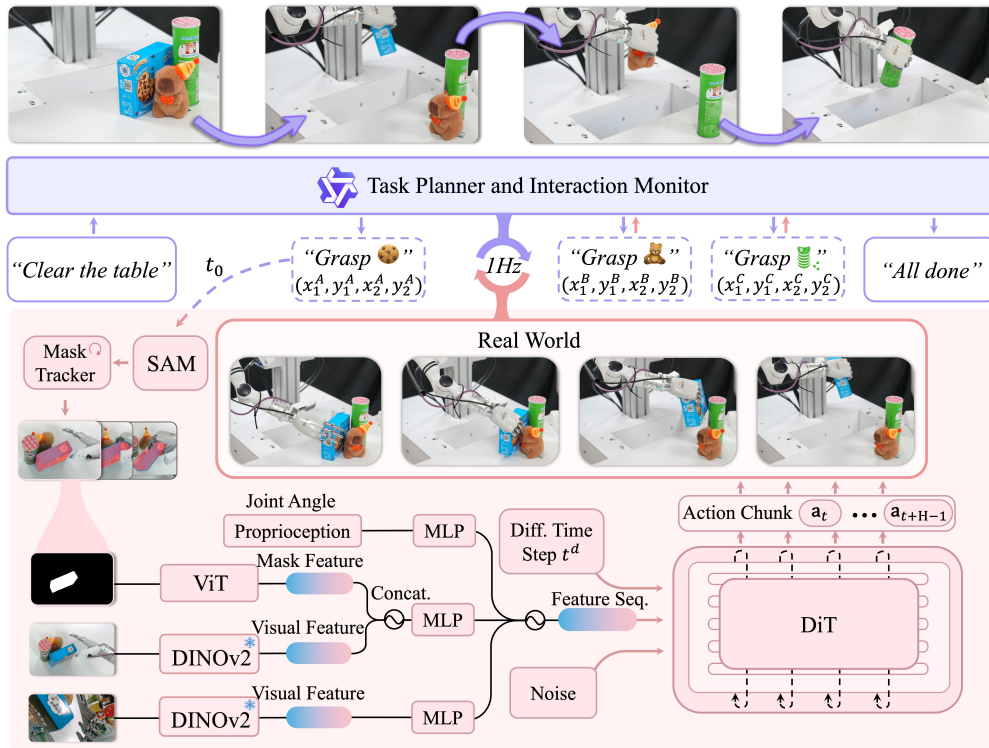 Task Planner and Interaction Monitor
“Clear the table”
t₀
“Grasp 🍪”
(x₁ᴬ, y₁ᴬ, x₂ᴬ, y₂ᴬ)
1Hz
“Grasp 🧸”
(x₁ᴮ, y₁ᴮ, x₂ᴮ, y₂ᴮ)
“Grasp ”
(x₁ᶜ, y₁ᶜ, x₂ᶜ, y₂ᶜ)
“All done”
Mask
Tracker
SAM
Real World
Joint Angle
Proprioception
MLP
Diff. Time
Step tᵈ
Action Chunk
aₜ
•••
aₜ₊H₋₁
Mask Feature
ViT
Concat.
MLP
Feature Seq.
Visual Feature
DINOv2
DiT
Noise
Visual Feature
DINOv2
MLP